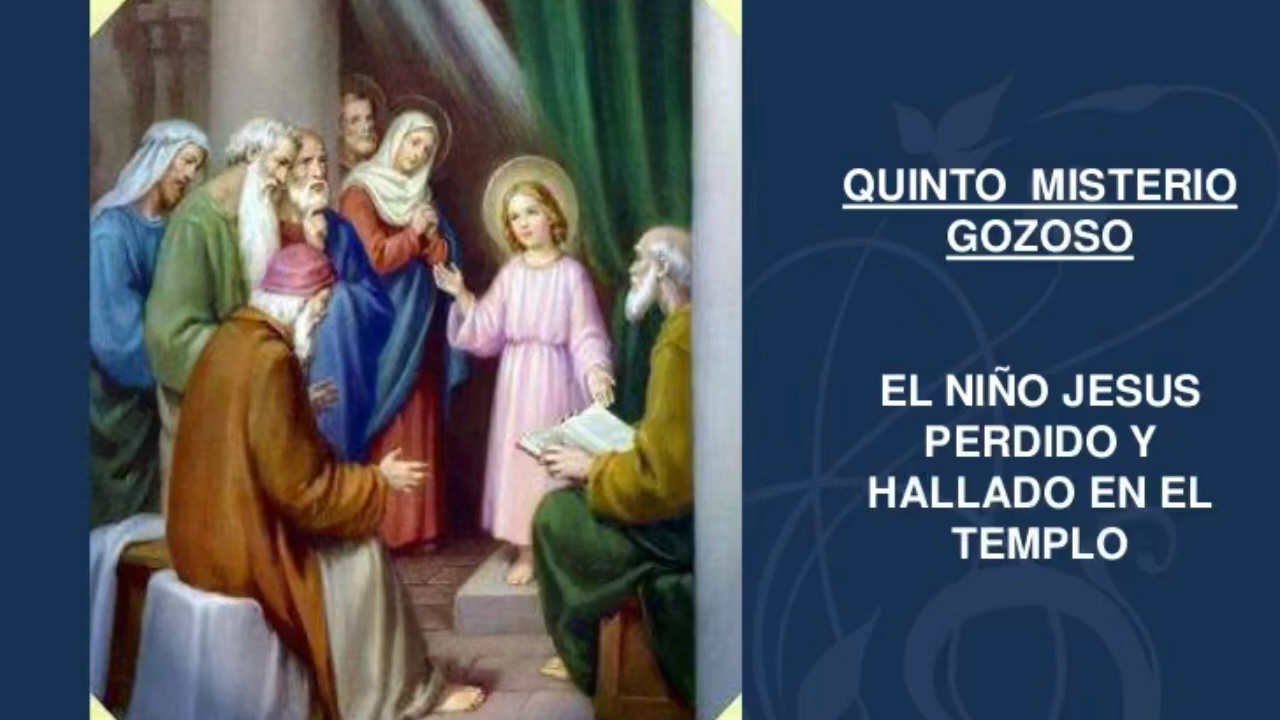 QUINTO MISTERIO
GOZOSO
EL NIÑO JESUS
PERDIDO Y
HALLADO EN EL
TEMPLO